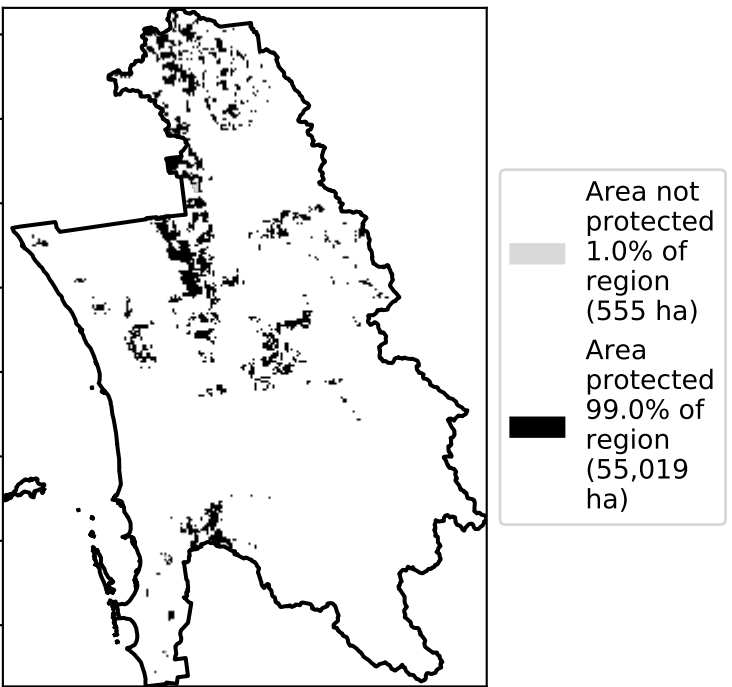 Area not
protected
1.0% of
region
(555 ha)
Area
protected
99.0% of
region
(55,019
ha)